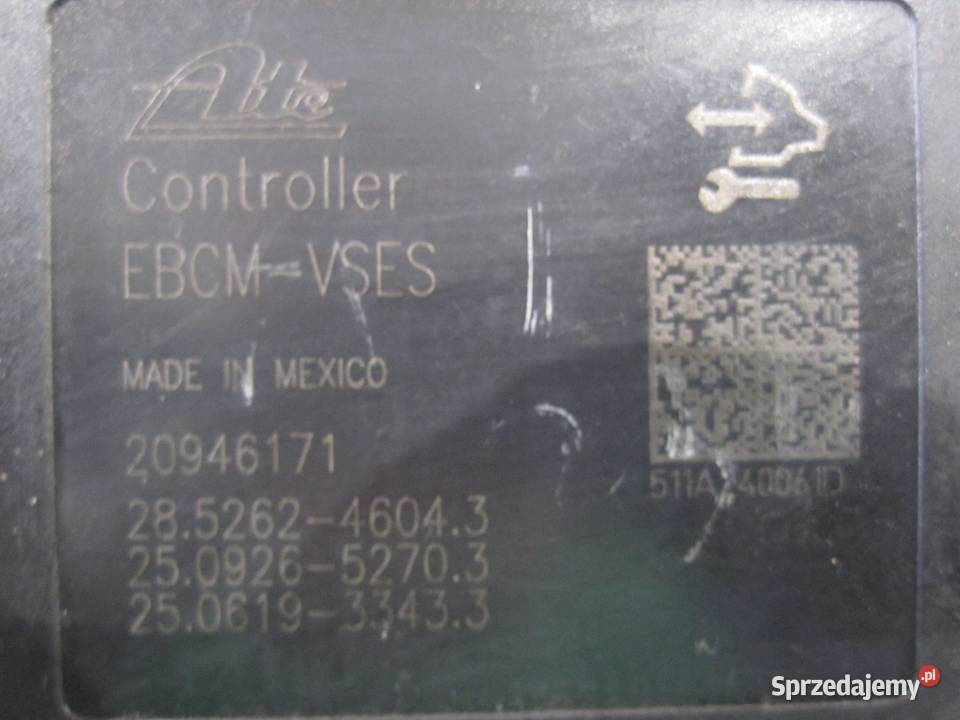 Ate
Controller
EBCM-VSES
MADE IN MEXICO
20946171
28.5262-4604.3
25.0926-5270.3
25.0619-3343.3
Sprzedajemy.pl